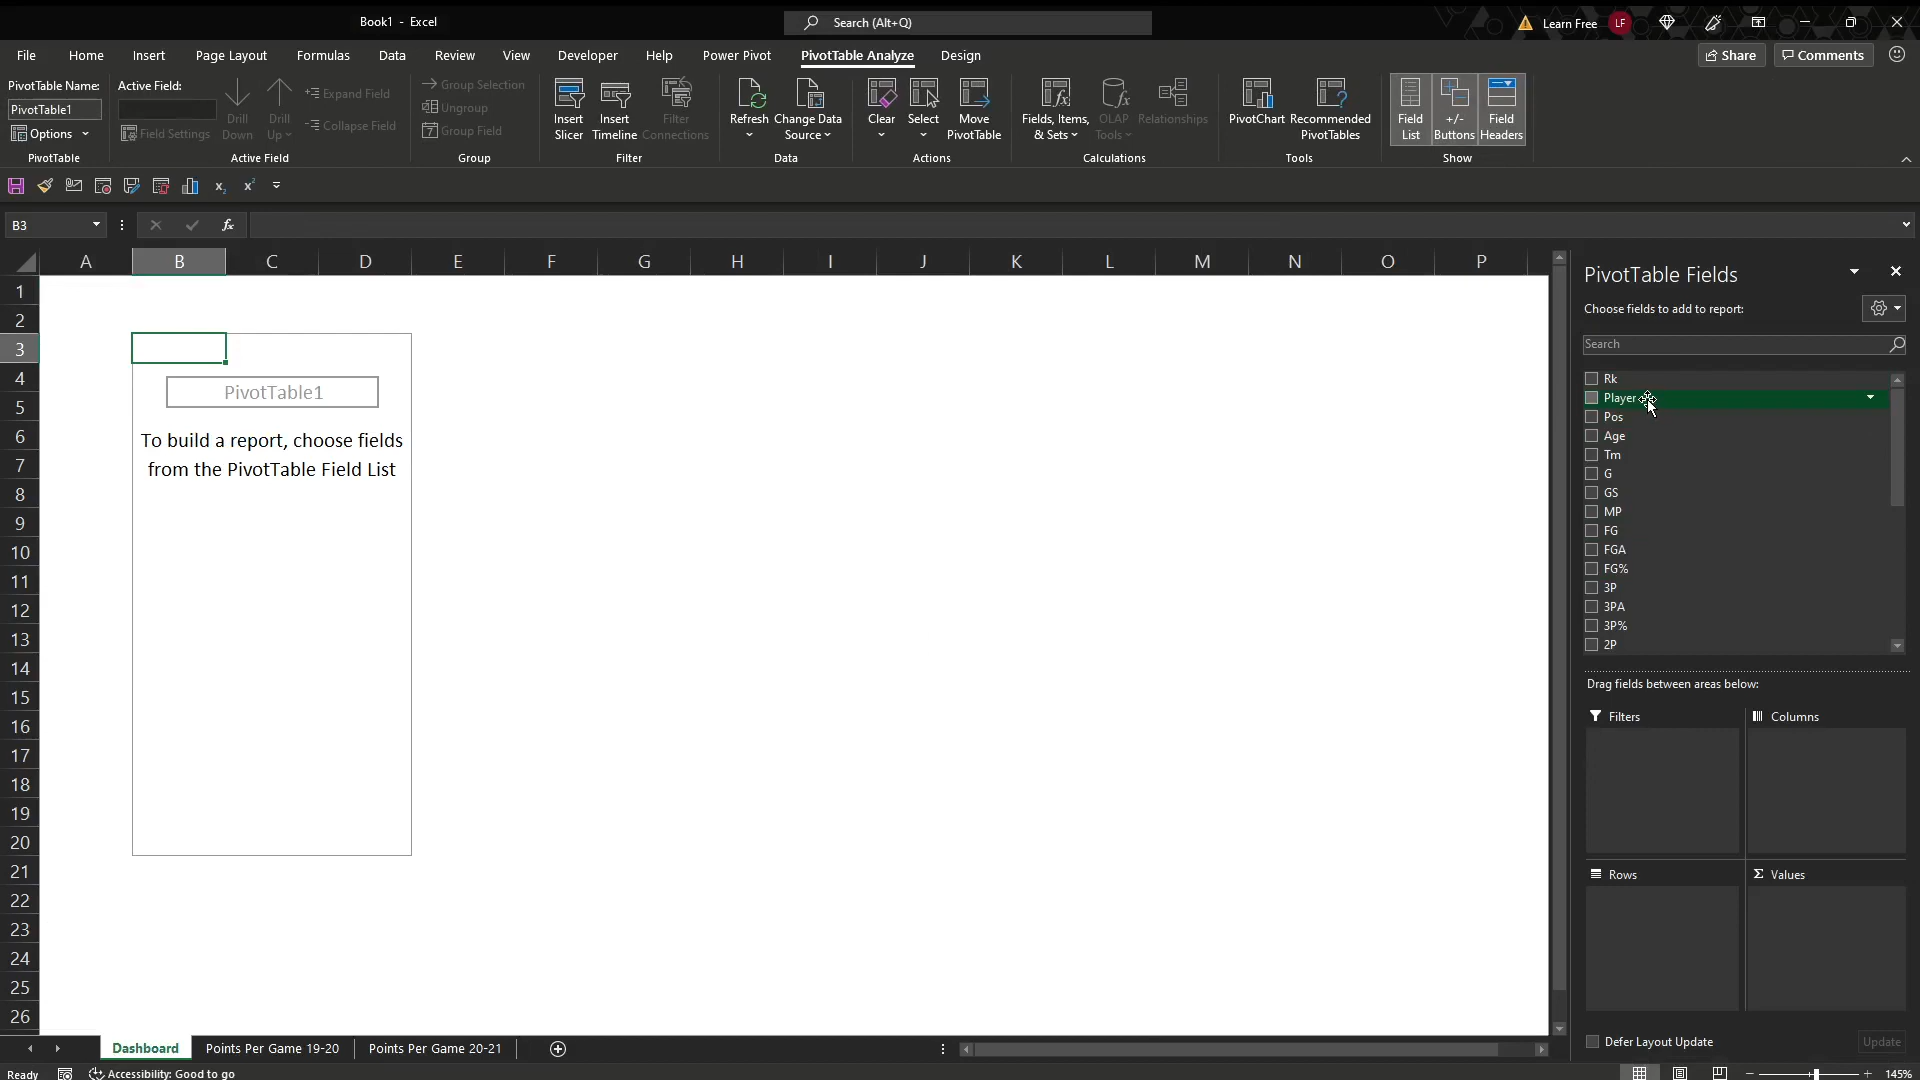 Book1 - Excel
Search (Alt+Q)
Learn Free
LF
File
Home
Insert
Page Layout
Formulas
Data
Review
View
Developer
Help
Power Pivot
PivotTable Analyze
Design
Share
Comments
PivotTable Name:
PivotTable1
Options
PivotTable
Active Field:
Field Settings
Drill Down
Drill Up
Expand Field
Collapse Field
Active Field
Group Selection
Ungroup
Group Field
Group
Insert Slicer
Insert Timeline
Filter Connections
Filter
Refresh
Change Data Source
Data
Clear
Select
Move PivotTable
Actions
Fields, Items, & Sets
OLAP Tools
Relationships
Calculations
PivotChart
Recommended PivotTables
Tools
Field List
+/- Buttons
Field Headers
Show
B3
fx
A B C D E F G H I J K L M N O P
1
2
3
4
5
6
7
8
9
10
11
12
13
14
15
16
17
18
19
20
21
22
23
24
25
26
PivotTable1
To build a report, choose fields
from the PivotTable Field List
PivotTable Fields
Choose fields to add to report:
Search
Rk
Player
Pos
Age
Tm
G
GS
MP
FG
FGA
FG%
3P
3PA
3P%
2P
Drag fields between areas below:
Filters
Columns
Rows
Σ Values
Defer Layout Update
Update
Dashboard
Points Per Game 19-20
Points Per Game 20-21
Ready
Accessibility: Good to go
145%